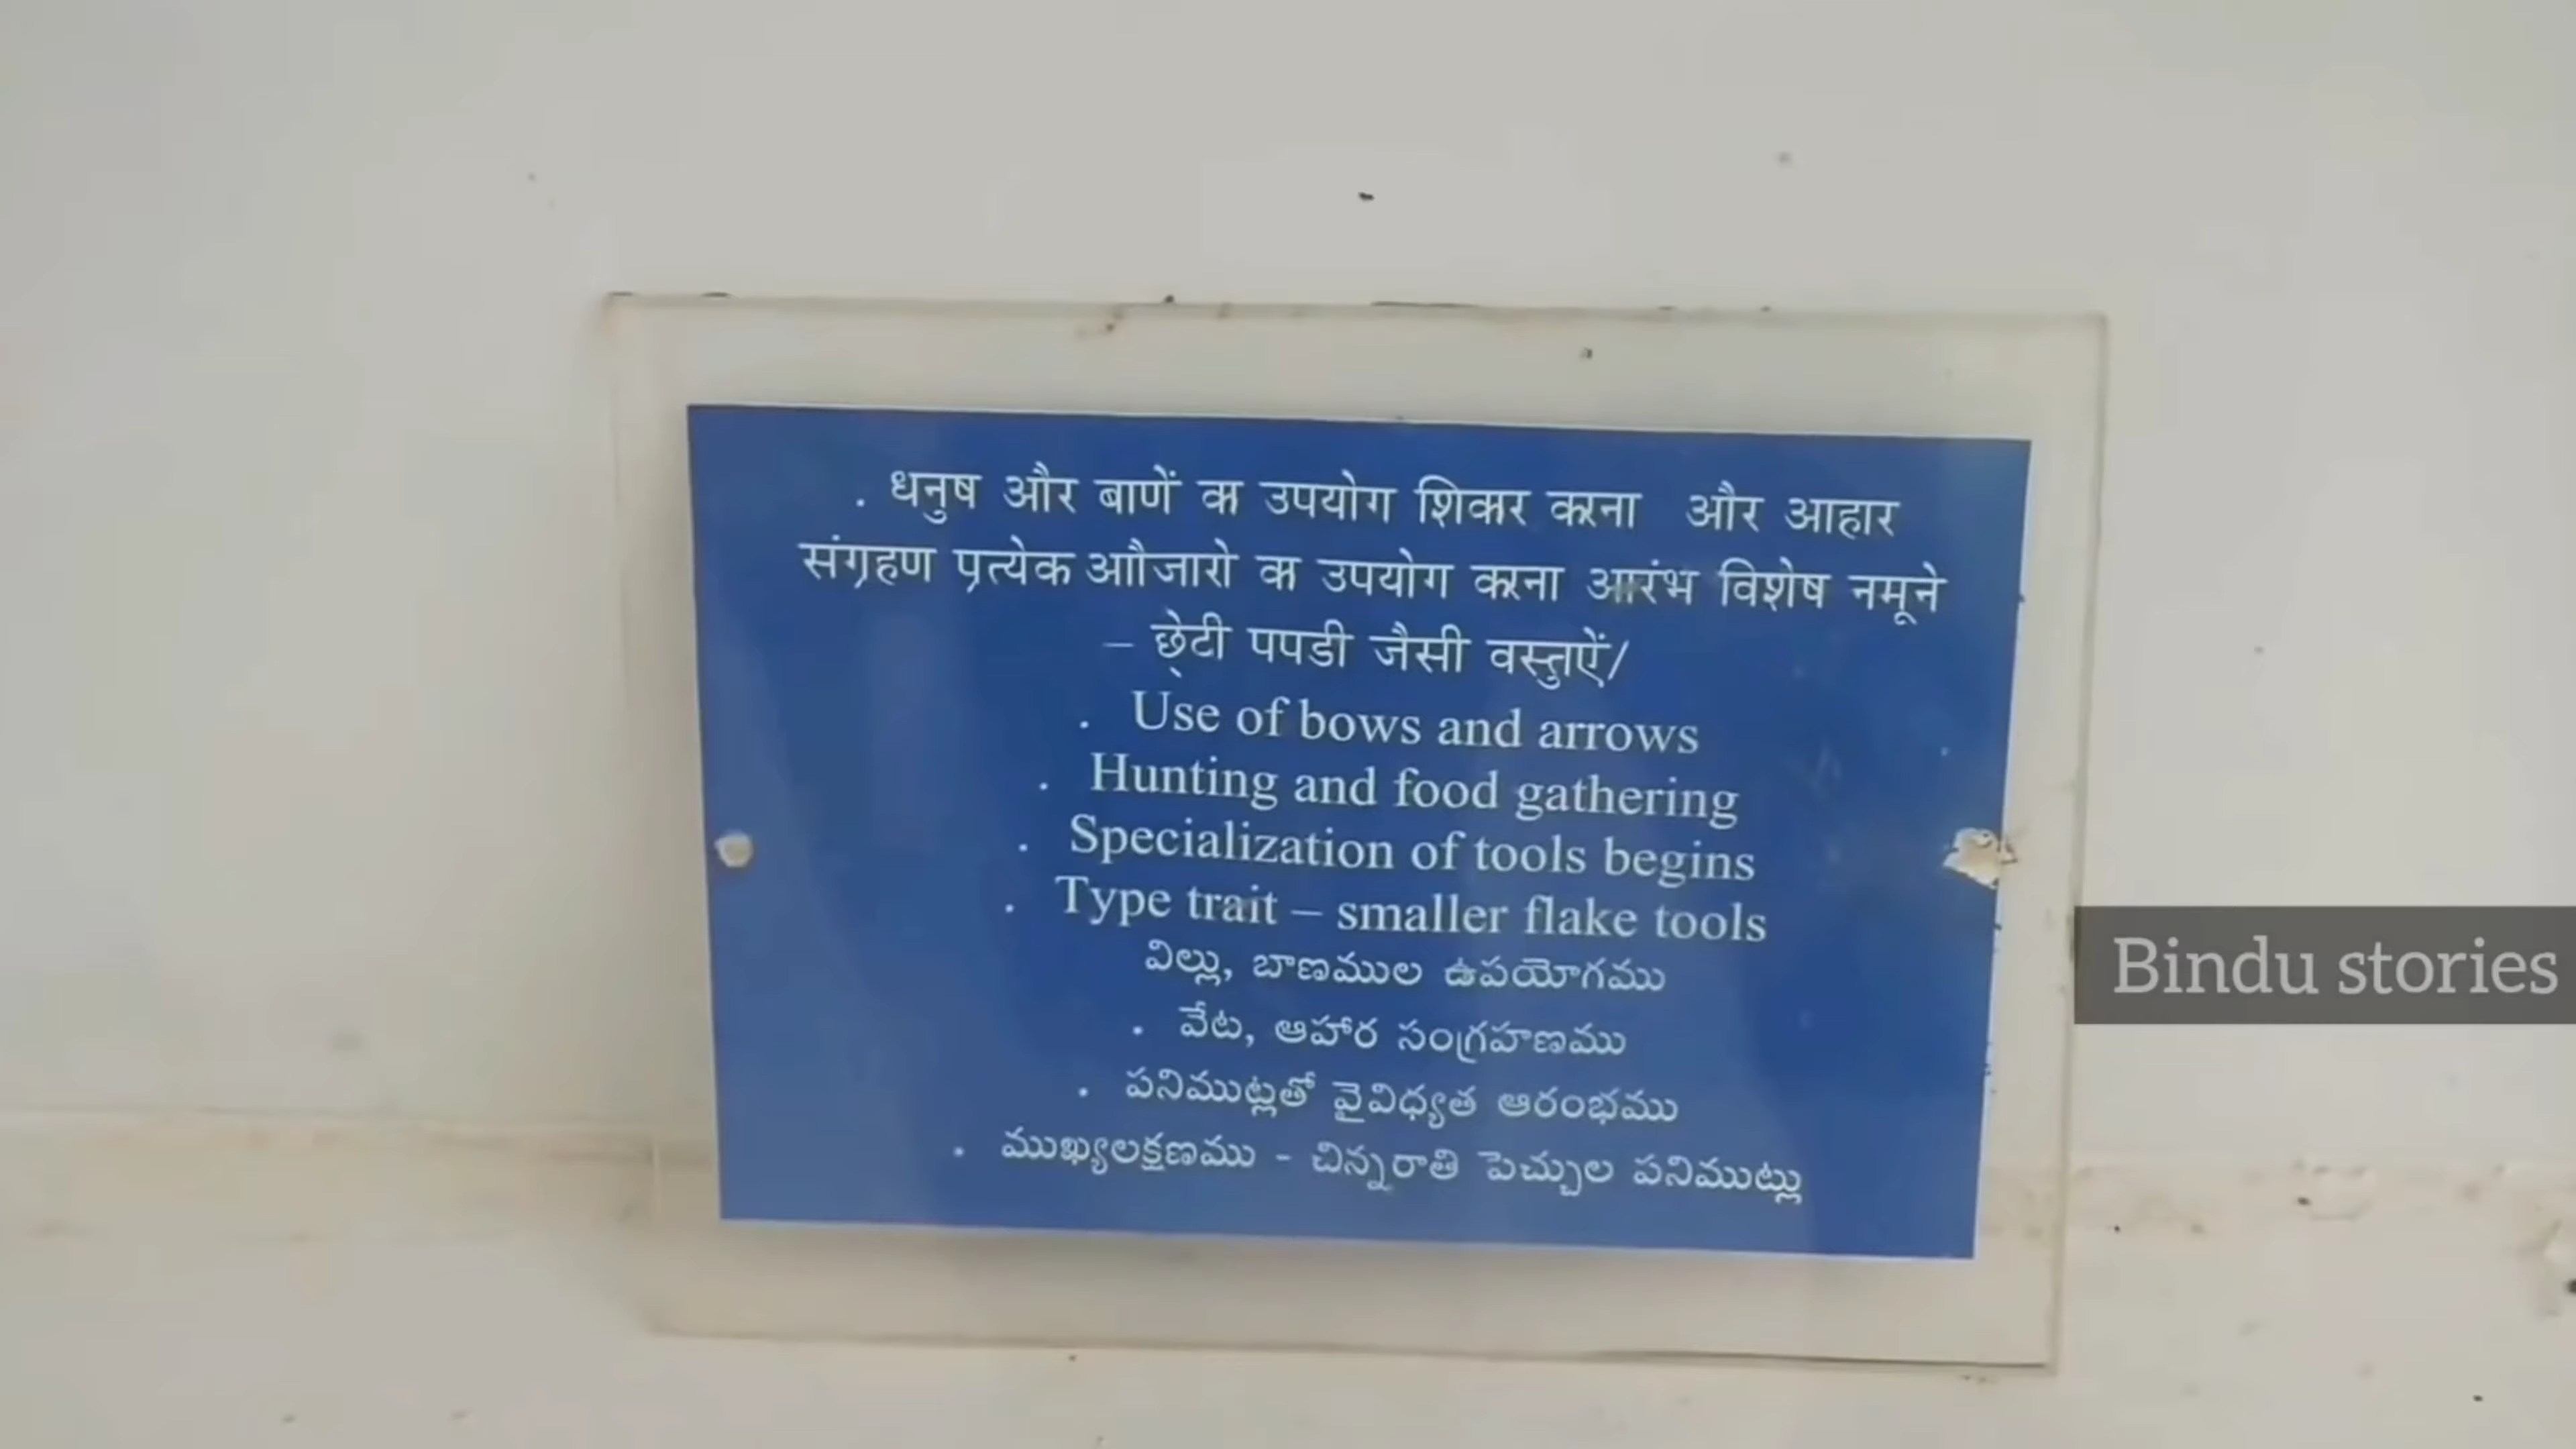 . धनुष और बाणें क उपयोग शिकर करना और आहार
संग्रहण प्रत्येक औजारो क उपयोग करना आरंभ विशेष नमूने
– छेटी पपडी जैसी वस्तुऐं/
. Use of bows and arrows
. Hunting and food gathering
. Specialization of tools begins
. Type trait – smaller flake tools
విల్లు, బాణముల ఉపయోగము
. వేట, ఆహార సంగ్రహణము
. పనిముట్లతో వైవిధ్యత ఆరంభము
. ముఖ్యలక్షణము - చిన్నరాతి పెచ్చుల పనిముట్లు
Bindu stories